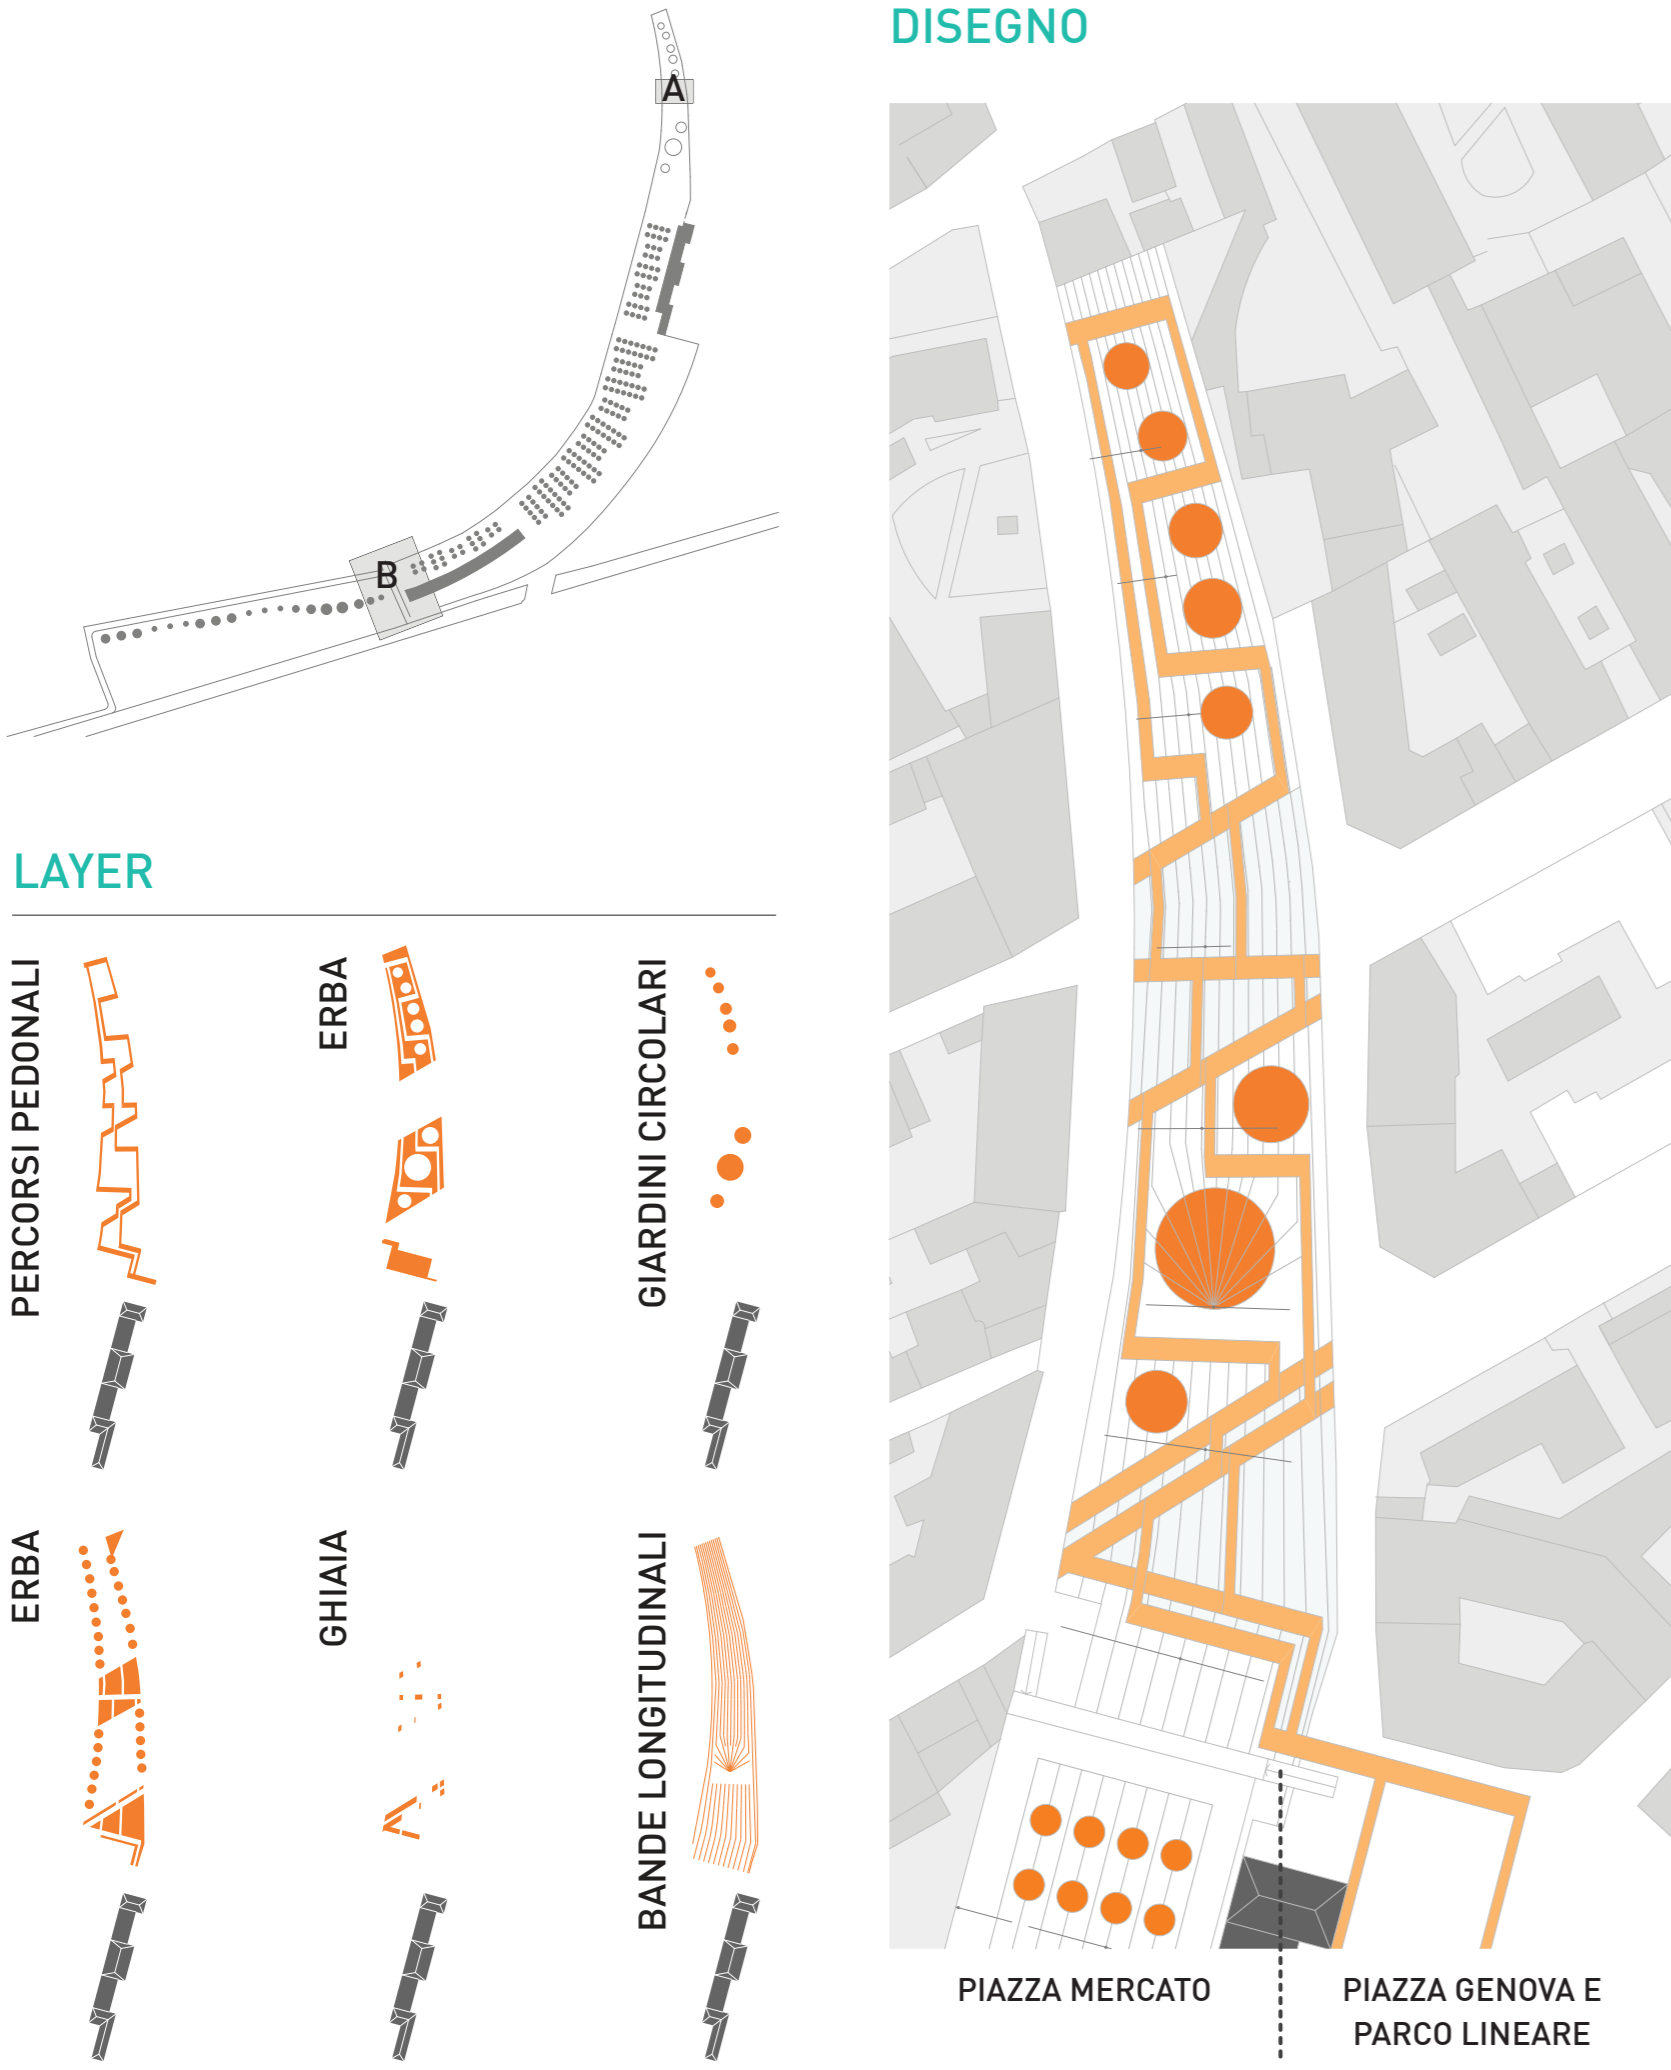 DISEGNO
A
B
LAYER
PERCORSI PEDONALI
ERBA
GIARDINI CIRCOLARI
ERBA
GHIAIA
BANDE LONGITUDINALI
PIAZZA MERCATO
PIAZZA GENOVA E
PARCO LINEARE